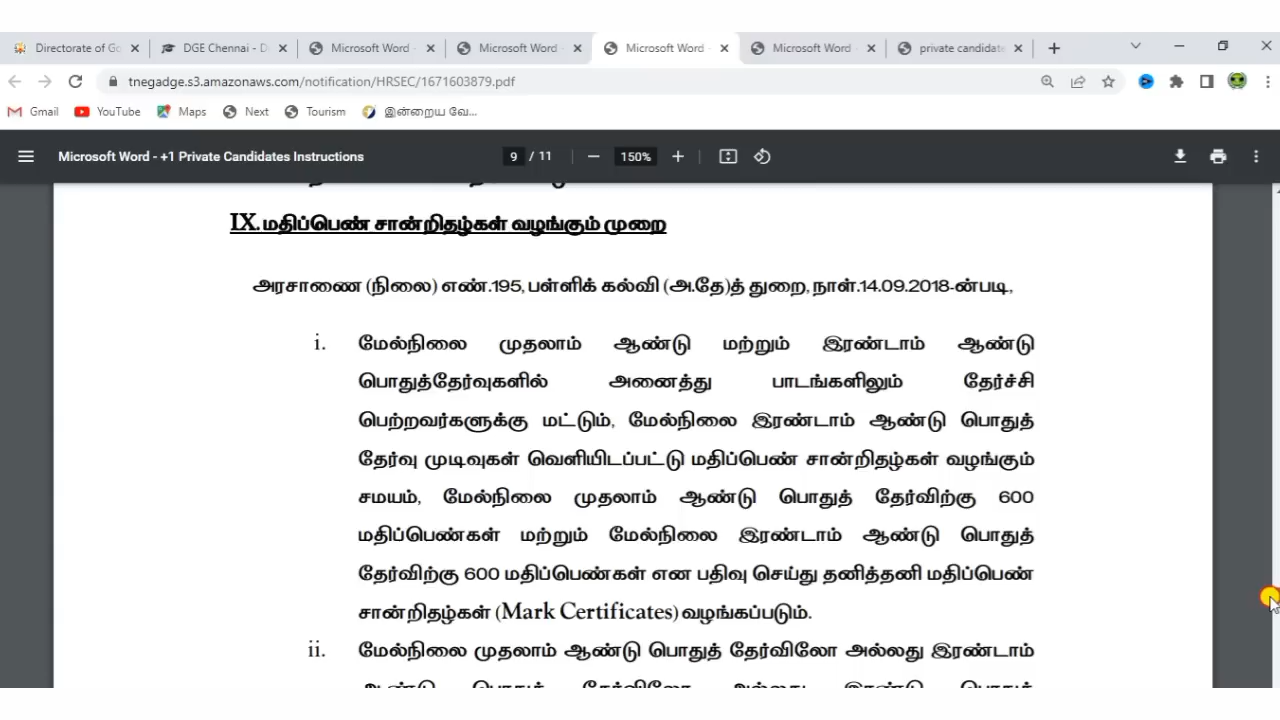 Directorate of Go
DGE Chennai - D
Microsoft Word -
Microsoft Word -
Microsoft Word -
Microsoft Word -
private candidate
tnegadge.s3.amazonaws.com/notification/HRSEC/1671603879.pdf
Gmail YouTube Maps Next Tourism இன்றைய வே...
Microsoft Word - +1 Private Candidates Instructions 9 / 11 150%
IX. மதிப்பெண் சான்றிதழ்கள் வழங்கும் முறை
அரசாணை (நிலை) எண்.195, பள்ளிக் கல்வி (அ.தே)த் துறை, நாள்.14.09.2018-ன்படி,
i. மேல்நிலை முதலாம் ஆண்டு மற்றும் இரண்டாம் ஆண்டு
பொதுத்தேர்வுகளில் அனைத்து பாடங்களிலும் தேர்ச்சி
பெற்றவர்களுக்கு மட்டும், மேல்நிலை இரண்டாம் ஆண்டு பொதுத்
தேர்வு முடிவுகள் வெளியிடப்பட்டு மதிப்பெண் சான்றிதழ்கள் வழங்கும்
சமயம், மேல்நிலை முதலாம் ஆண்டு பொதுத் தேர்விற்கு 600
மதிப்பெண்கள் மற்றும் மேல்நிலை இரண்டாம் ஆண்டு பொதுத்
தேர்விற்கு 600 மதிப்பெண்கள் என பதிவு செய்து தனித்தனி மதிப்பெண்
சான்றிதழ்கள் (Mark Certificates) வழங்கப்படும்.
ii. மேல்நிலை முதலாம் ஆண்டு பொதுத் தேர்விலோ அல்லது இரண்டாம்
ஆண்டு பொதுத் தேர்விலோ அல்லது இரண்டு பொதுத்